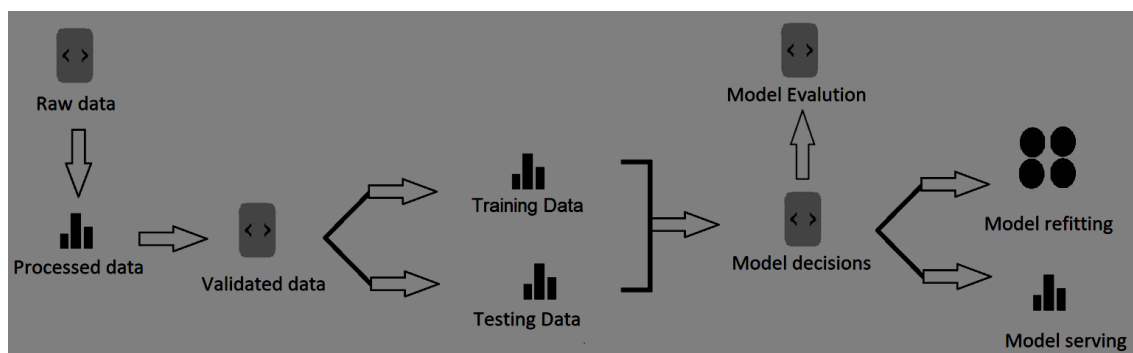 Raw data
Processed data
Validated data
Training Data
Testing Data
Model Evalution
Model decisions
Model refitting
Model serving